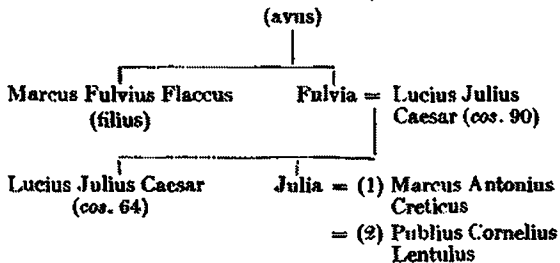 (avus)
Marcus Fulvius Flaccus Fulvia = Lucius Julius
(filius) Caesar (cos. 90)
Lucius Julius Caesar Julia = (1) Marcus Antonius
(cos. 64) Creticus
= (2) Publius Cornelius
Lentulus